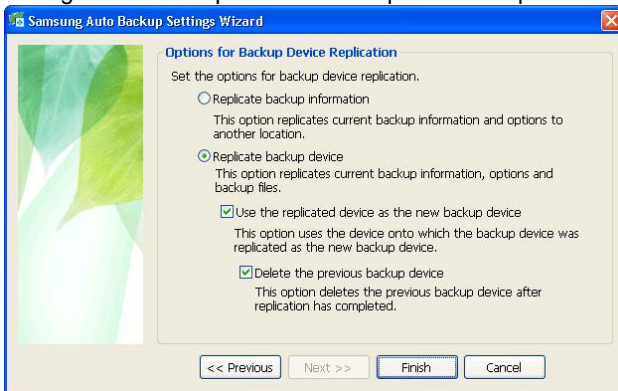 Samsung Auto Backup Settings Wizard
Options for Backup Device Replication
Set the options for backup device replication.
Replicate backup information
This option replicates current backup information and options to
another location.
Replicate backup device
This option replicates current backup information, options and
backup files.
Use the replicated device as the new backup device
This option uses the device onto which the backup device was
replicated as the new backup device.
Delete the previous backup device
This option deletes the previous backup device after
replication has completed.
<< Previous
Next >>
Finish
Cancel